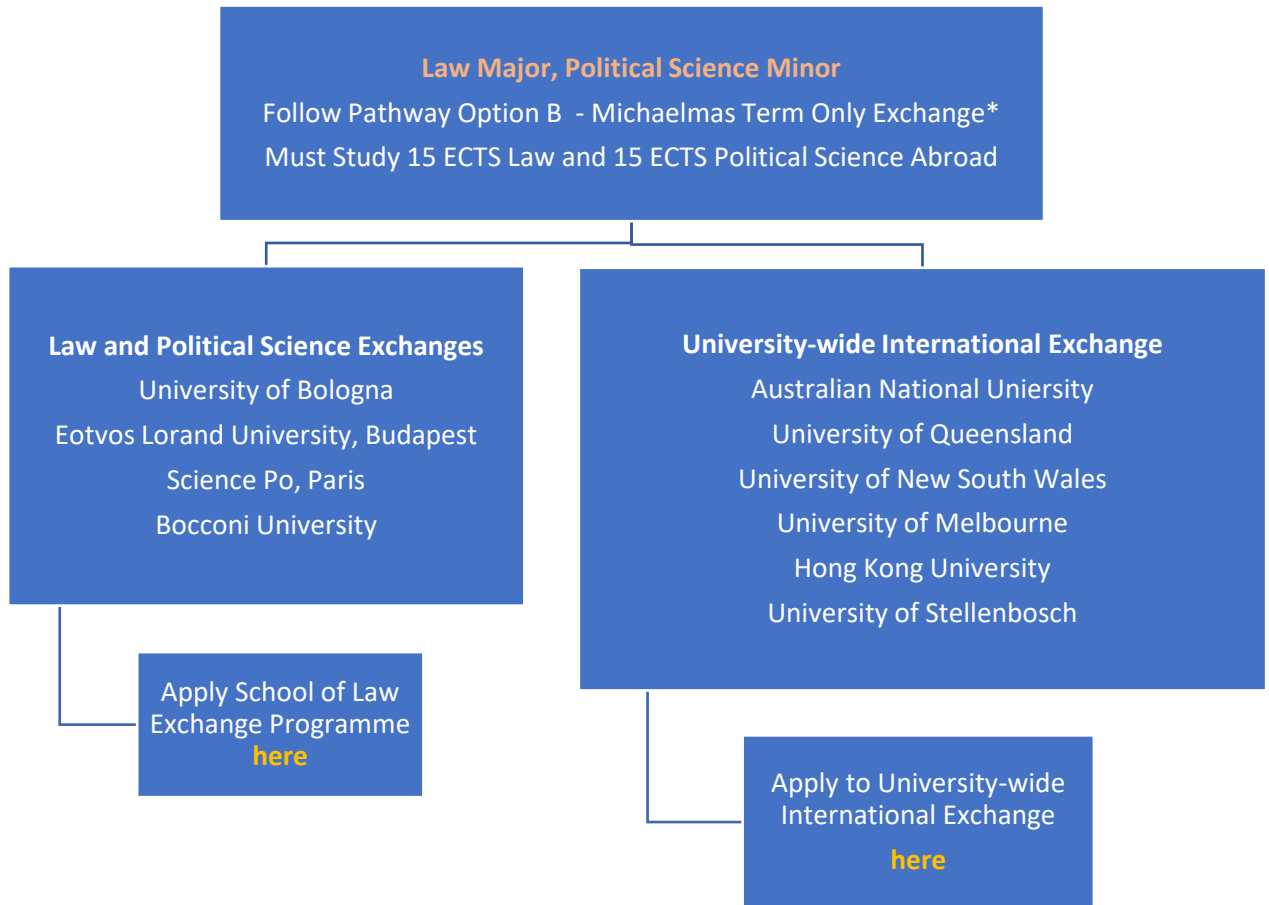 Law Major, Political Science Minor
Follow Pathway Option B - Michaelmas Term Only Exchange*
Must Study 15 ECTS Law and 15 ECTS Political Science Abroad
Law and Political Science Exchanges
University of Bologna
Eotvos Lorand University, Budapest
Science Po, Paris
Bocconi University
Apply School of Law
Exchange Programme
here
University-wide International Exchange
Australian National Uniersity
University of Queensland
University of New South Wales
University of Melbourne
Hong Kong University
University of Stellenbosch
Apply to University-wide
International Exchange
here